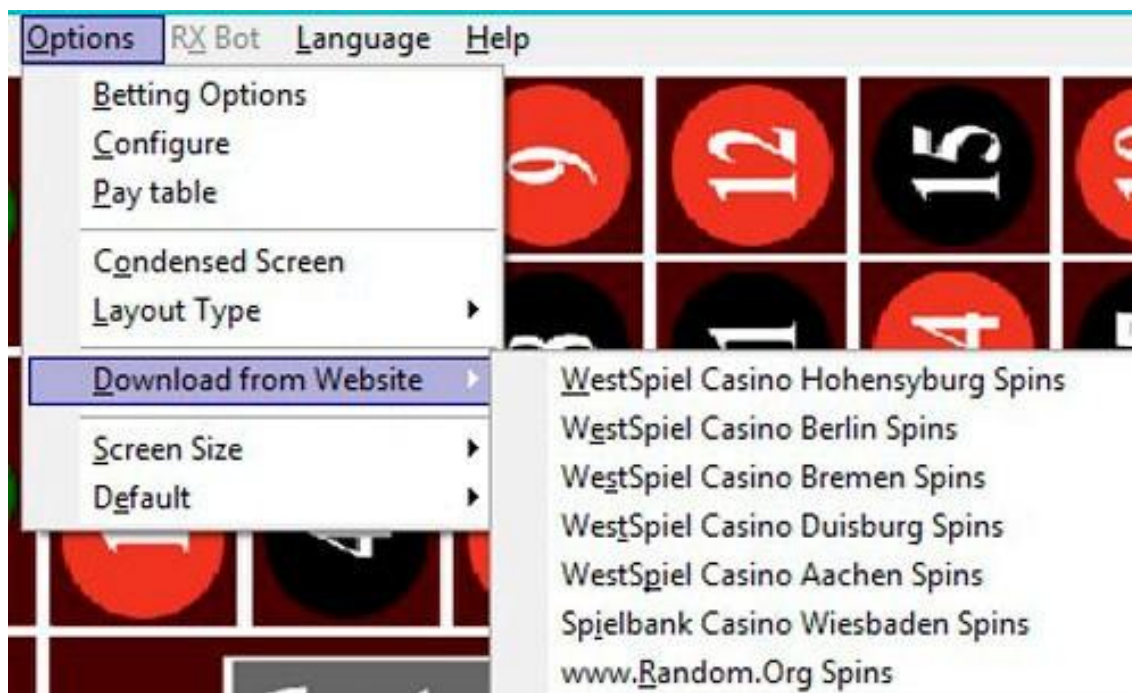 Options RX Bot Language Help
Betting Options
Configure
Pay table
Condensed Screen
Layout Type
Download from Website
Screen Size
Default
WestSpiel Casino Hohensyburg Spins
WestSpiel Casino Berlin Spins
WestSpiel Casino Bremen Spins
WestSpiel Casino Duisburg Spins
WestSpiel Casino Aachen Spins
Spielbank Casino Wiesbaden Spins
www.Random.Org Spins
9 12 15